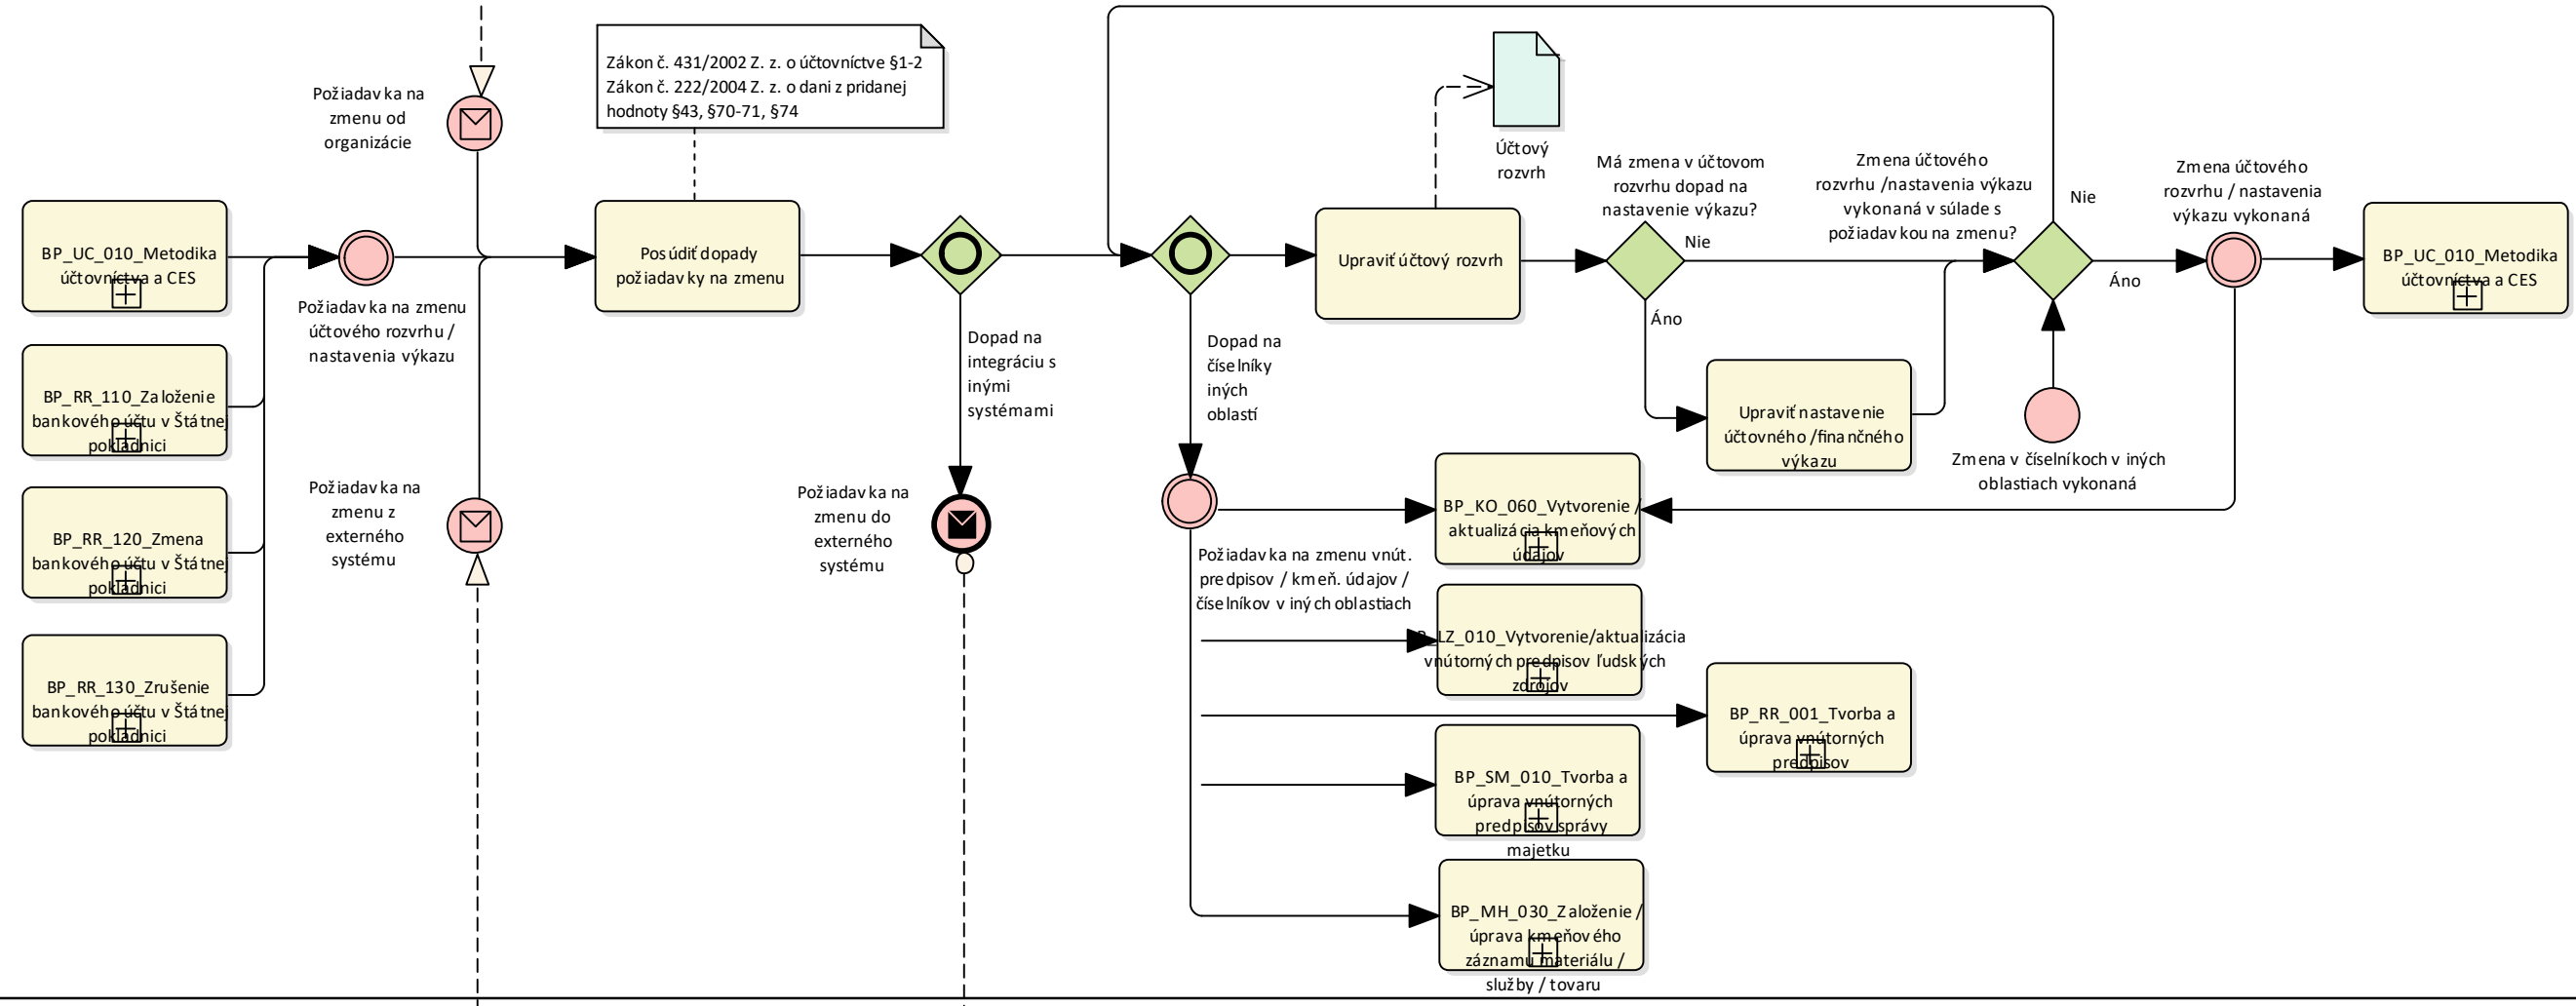 Zákon č. 431/2002 Z. z. o účtovníctve §1-2
Zákon č. 222/2004 Z. z. o dani z pridanej
hodnoty §43, §70-71, §74
Požiadavka na
zmenu od
organizácie
BP_UC_010_Metodika
účtovníctva a CES
Požiadavka na zmenu
účtového rozvrhu /
nastavenia výkazu
BP_RR_110_Založenie
bankového účtu v Štátnej
pokladnici
BP_RR_120_Zmena
bankového účtu v Štátnej
pokladnici
BP_RR_130_Zrušenie
bankového účtu v Štátnej
pokladnici
Požiadavka na
zmenu z
externého
systému
Posúdiť dopady
požiadavky na zmenu
Dopad na
integráciu s
inými
systémami
Požiadavka na
zmenu do
externého
systému
Dopad na
číselníky
iných
oblastí
Požiadavka na zmenu vnút.
predpisov / kmeň. údajov /
číselníkov v iných oblastiach
Upraviť účtový rozvrh
Účtový
rozvrh
Má zmena v účtovom
rozvrhu dopad na
nastavenie výkazu?
Nie
Áno
Upraviť nastavenie
účtovného /finančného
výkazu
Zmena účtového
rozvrhu /nastavenia výkazu
vykonaná v súlade s
požiadavkou na zmenu?
Nie
Áno
Zmena v číselníkoch v iných
oblastiach vykonaná
Zmena účtového
rozvrhu / nastavenia
výkazu vykonaná
BP_UC_010_Metodika
účtovníctva a CES
BP_KO_060_Vytvorenie /
aktualizácia kmeňových
údajov
_LZ_010_Vytvorenie/aktualizácia
vnútorných predpisov ľudských
zdrojov
BP_RR_001_Tvorba a
úprava vnútorných
predpisov
BP_SM_010_Tvorba a
úprava vnútorných
predpisov správy
majetku
BP_MH_030_Založenie /
úprava kmeňového
záznamu materiálu /
služby / tovaru